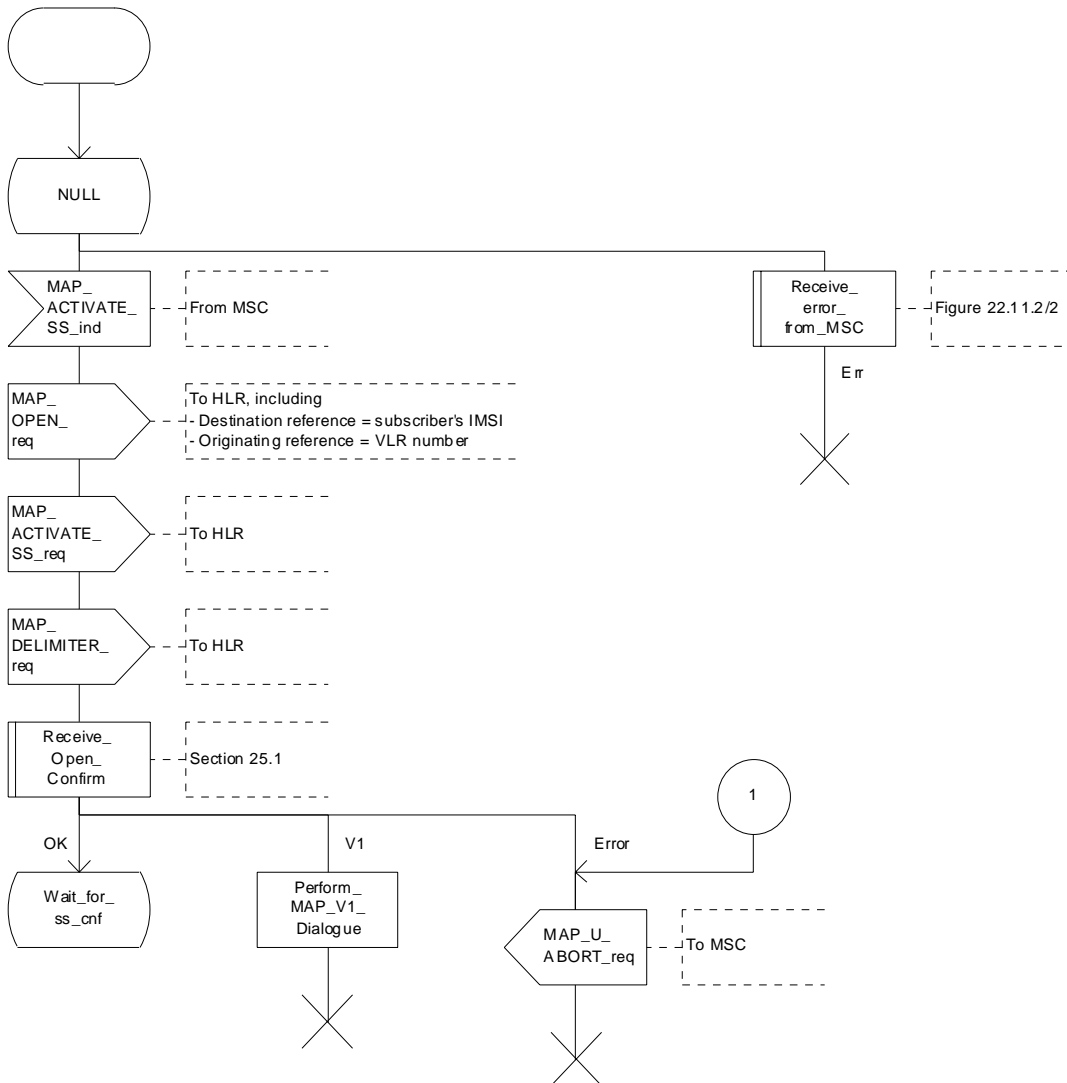 NULL
MAP_
ACTIVATE_
SS_ind
From MSC
Receive_
error_
from_MSC
Figure 22.11.2/2
Err
MAP_
OPEN_
req
To HLR, including
- Destination reference = subscriber's IMSI
- Originating reference = VLR number
MAP_
ACTIVATE_
SS_req
To HLR
MAP_
DELIMITER_
req
To HLR
Receive_
Open_
Confirm
Section 25.1
1
OK
V1
Error
Wait_for_
ss_cnf
Perform_
MAP_V1_
Dialogue
MAP_U_
ABORT_req
To MSC